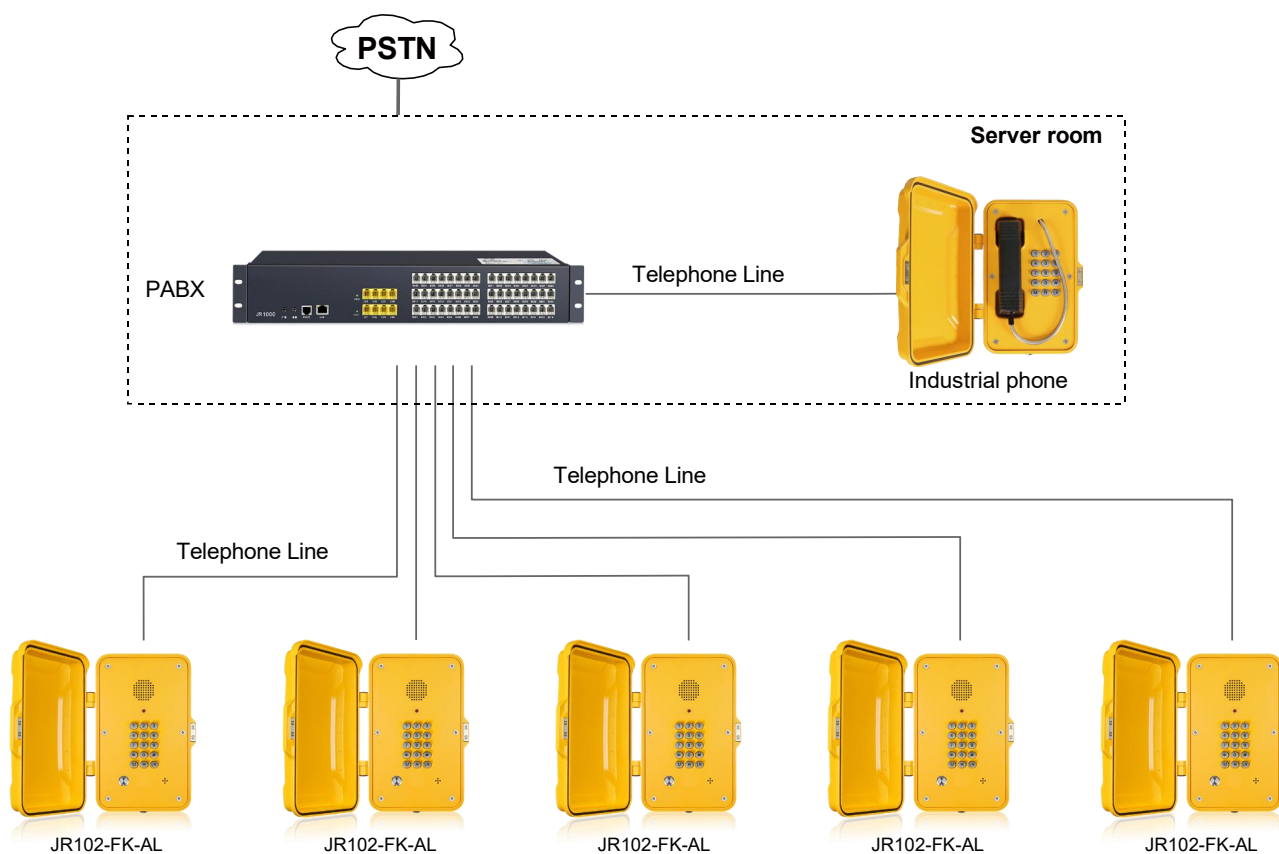 PSTN
Server room
PABX
JR1000
Telephone Line
Industrial phone
Telephone Line
Telephone Line
JR102-FK-AL
JR102-FK-AL
JR102-FK-AL
JR102-FK-AL
JR102-FK-AL